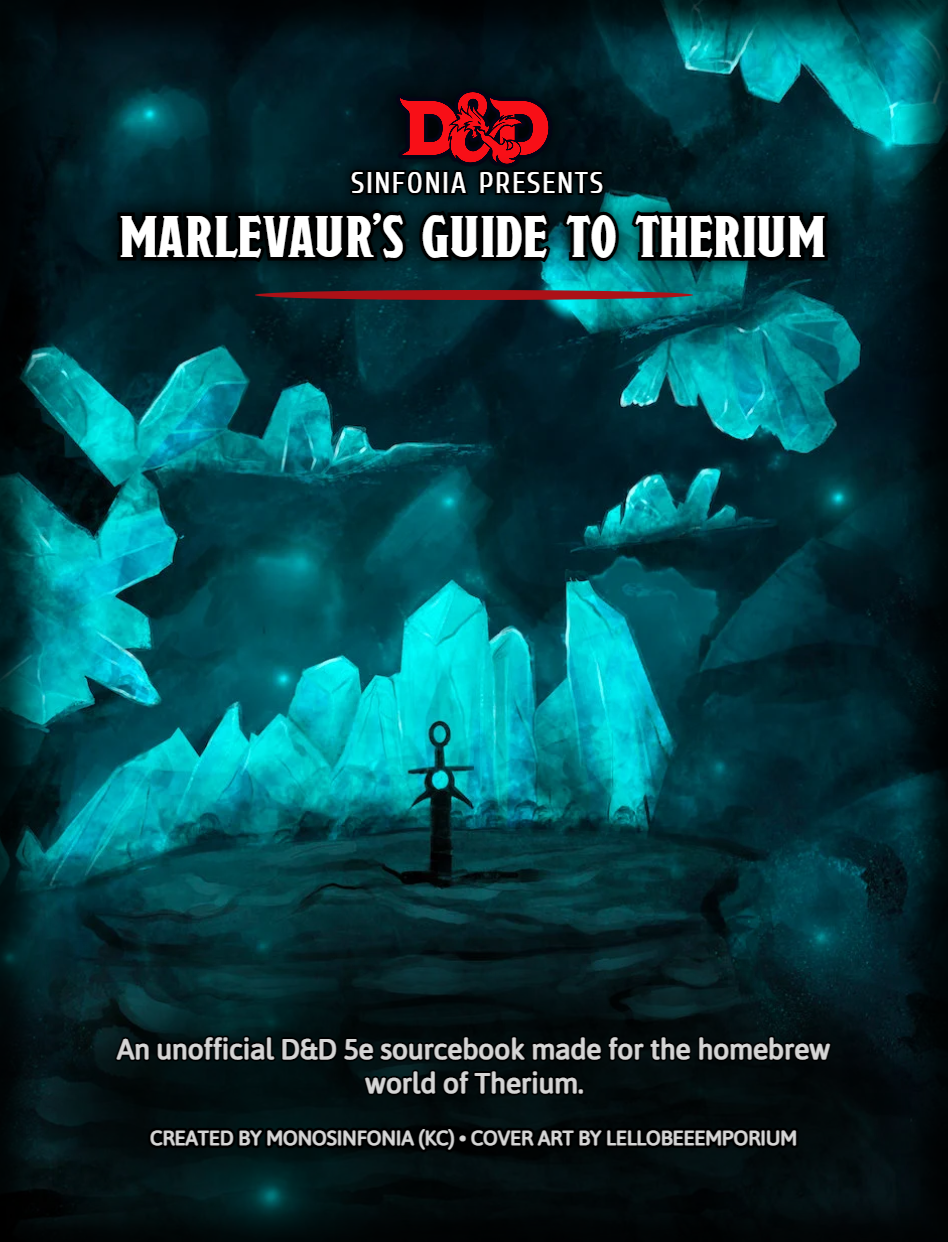 D&D
SINFONIA PRESENTS
MARLEVAUR'S GUIDE TO THERIUM
An unofficial D&D 5e sourcebook made for the homebrew
world of Therium.
CREATED BY MONOSINFONIA (KC) • COVER ART BY LELLOBEEEMPORIUM